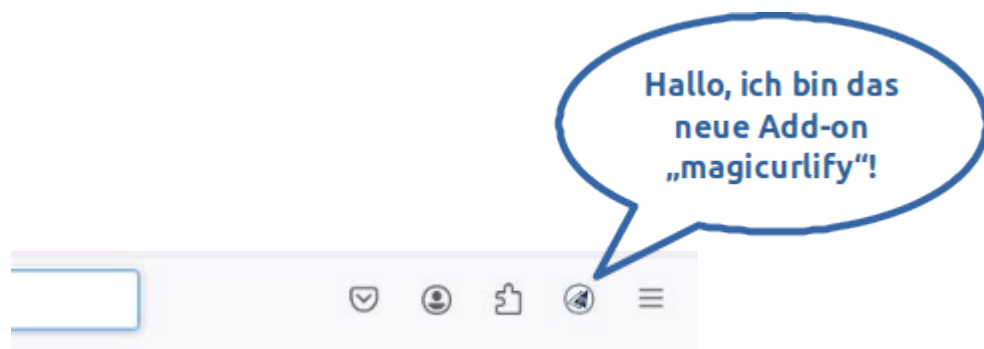 Hallo, ich bin das
neue Add-on
„magicurlify“!